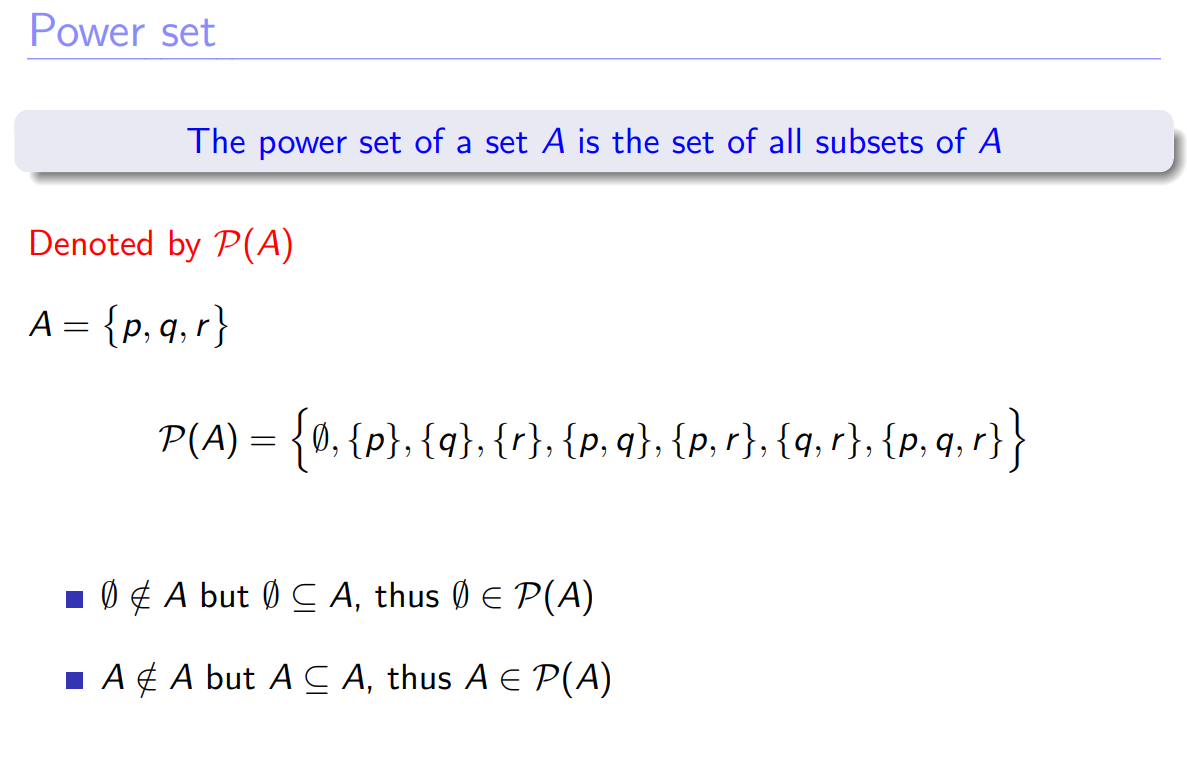 Power set
The power set of a set A is the set of all subsets of A
Denoted by 𝒫(A)
A = {p, q, r}
𝒫(A) = {∅, {p}, {q}, {r}, {p, q}, {p, r}, {q, r}, {p, q, r}}
∅ ∉ A but ∅ ⊆ A, thus ∅ ∈ 𝒫(A)
A ∉ A but A ⊆ A, thus A ∈ 𝒫(A)